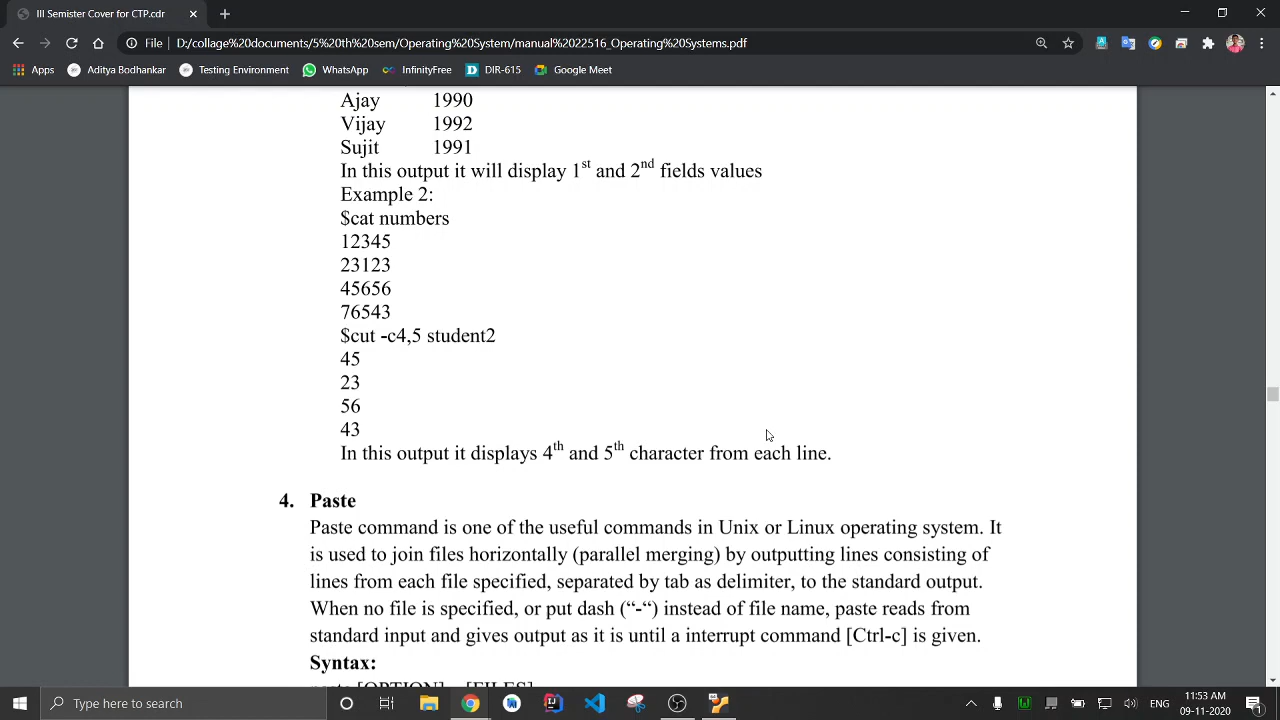 III Semister Cover for CTP.cdr
File | D:/collage%20documents/5%20th%20sem/Operating%20System/manual%2022516_Operating%20Systems.pdf
Apps Aditya Bodhankar Testing Environment WhatsApp InfinityFree D DIR-615 Google Meet
Ajay 1990
Vijay 1992
Sujit 1991
In this output it will display 1st and 2nd fields values
Example 2:
$cat numbers
12345
23123
45656
76543
$cut -c4,5 student2
45
23
56
43
In this output it displays 4th and 5th character from each line.
4. Paste
Paste command is one of the useful commands in Unix or Linux operating system. It
is used to join files horizontally (parallel merging) by outputting lines consisting of
lines from each file specified, separated by tab as delimiter, to the standard output.
When no file is specified, or put dash (“-“) instead of file name, paste reads from
standard input and gives output as it is until a interrupt command [Ctrl-c] is given.
Syntax:
paste [OPTION]... [FILES]...
Type here to search
ENG
11:53 AM
09-11-2020